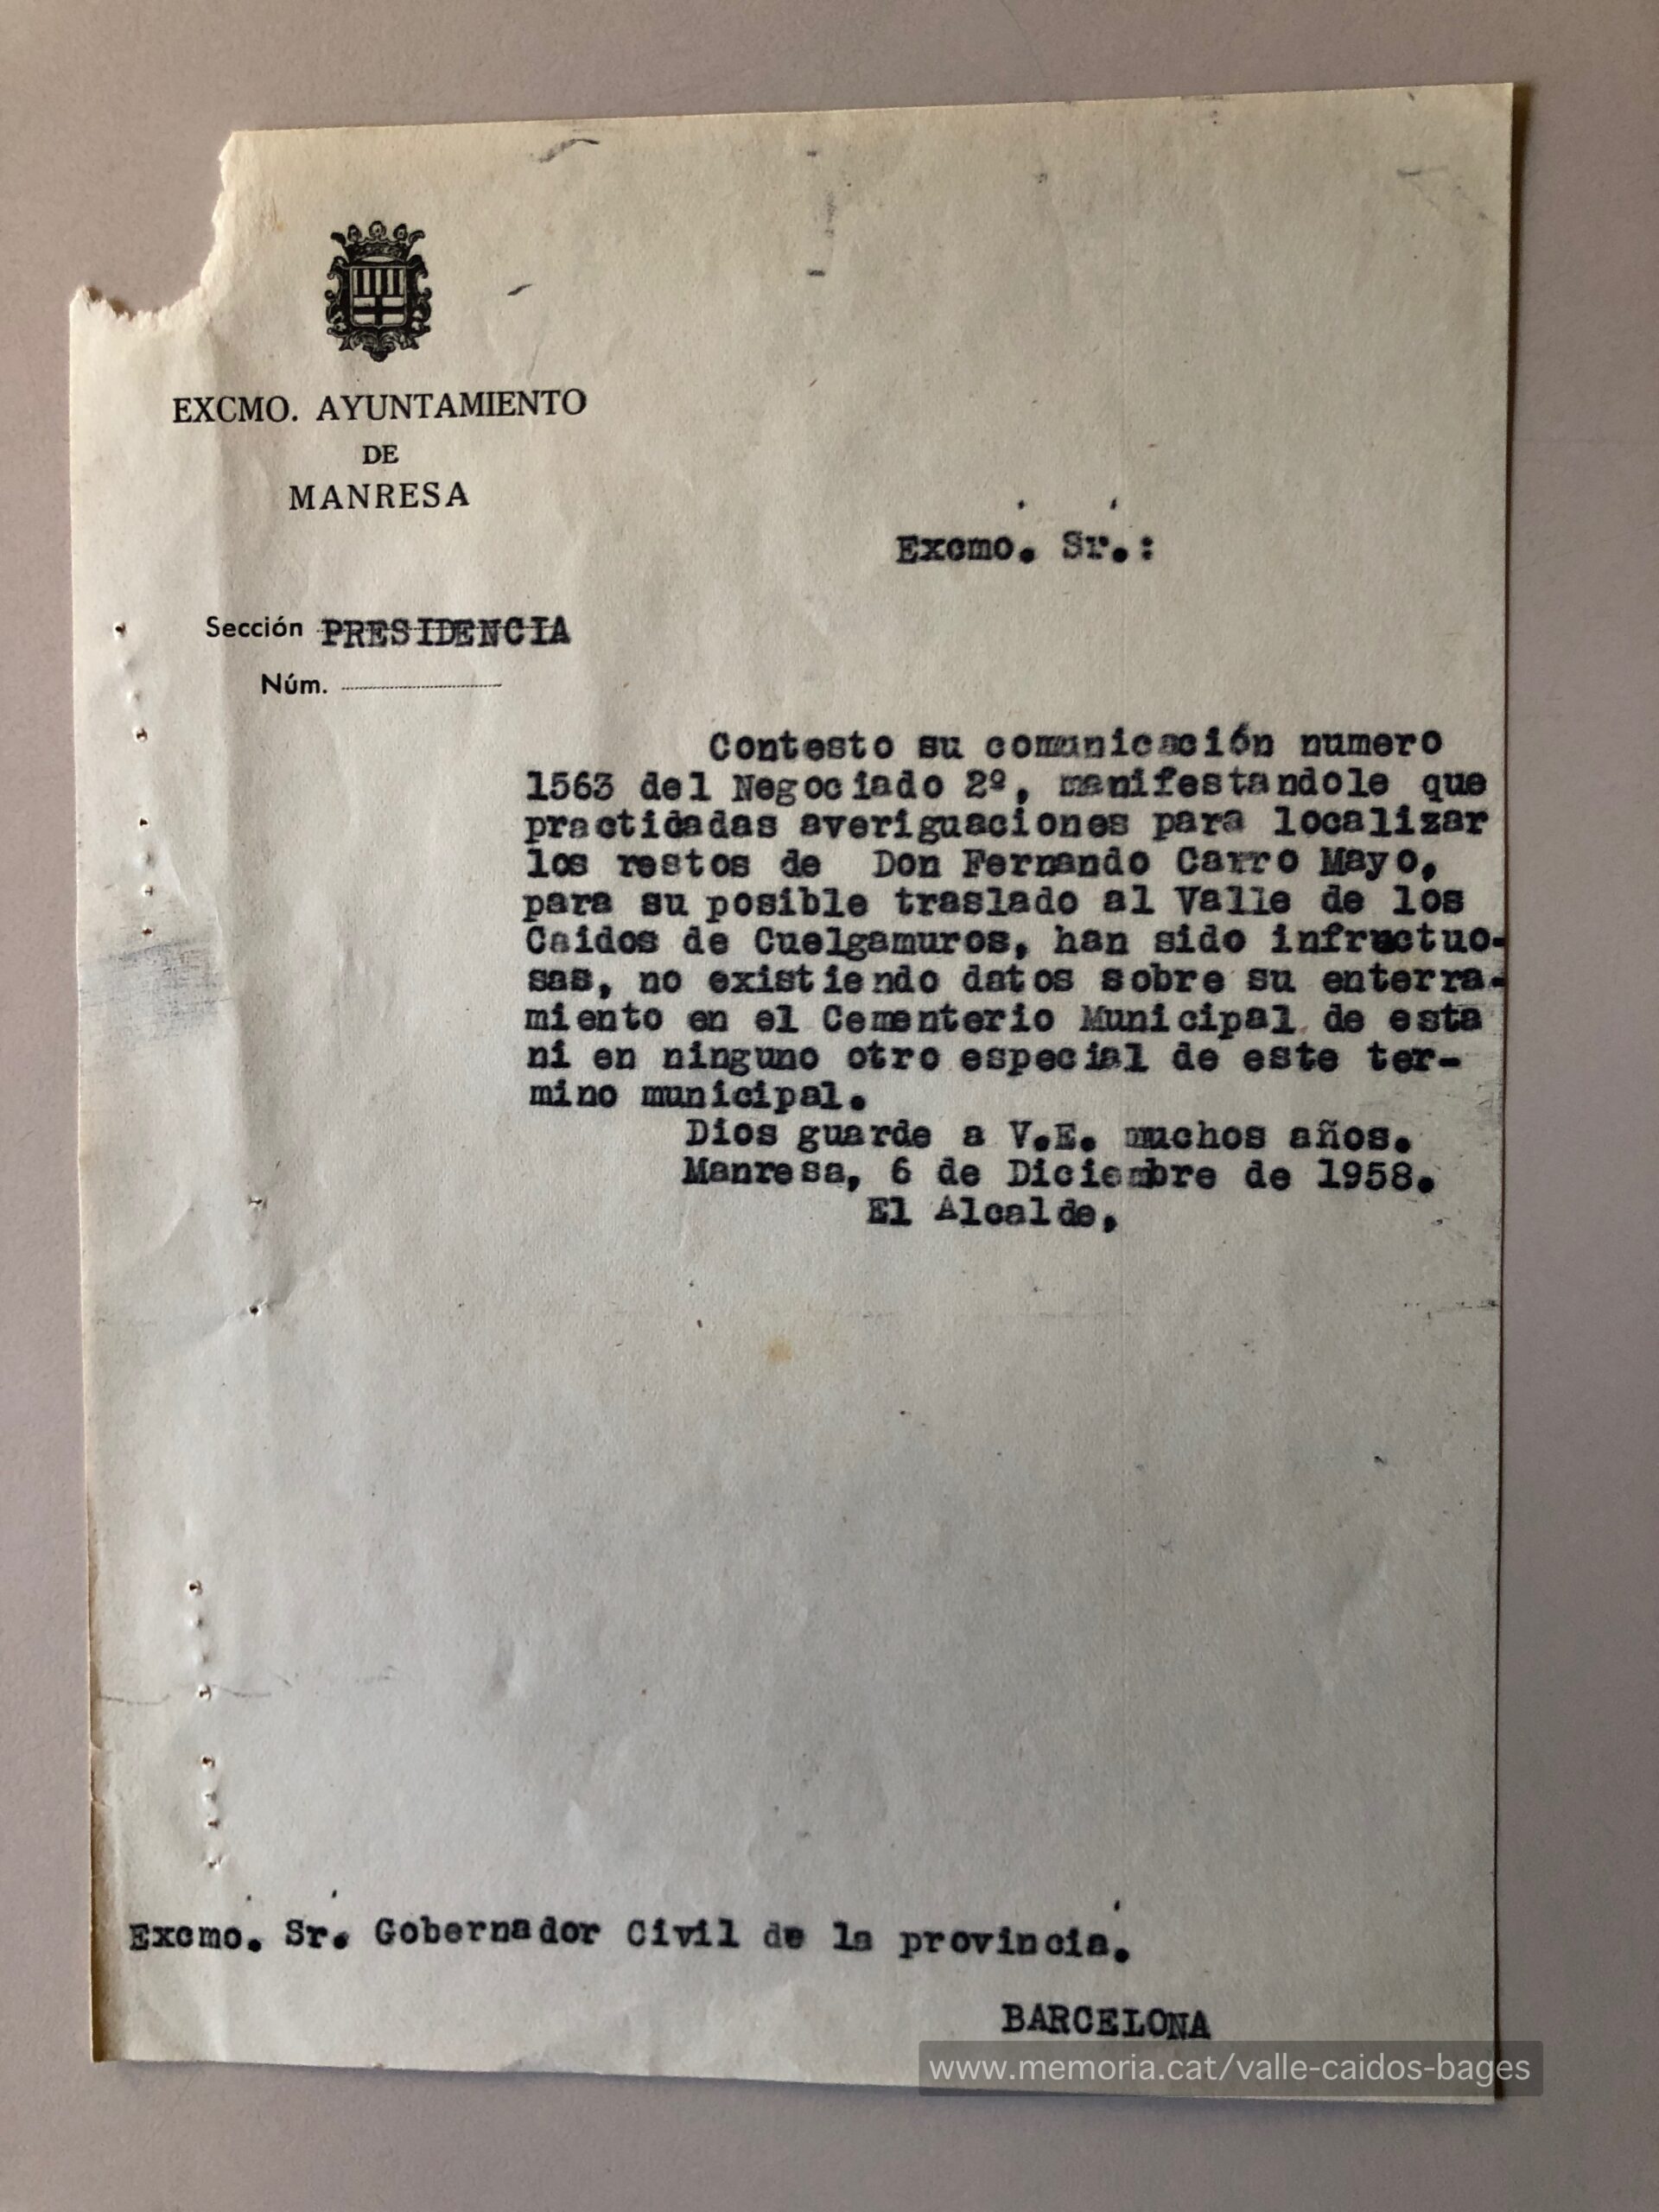 EXCMO. AYUNTAMIENTO
DE
MANRESA
Excmo. Sr.:
Sección PRESIDENCIA
Núm.
Contesto su comunicación numero
1563 del Negociado 2º, manifestandole que
practicadas averiguaciones para localizar
los restos de Don Fernando Carro Mayo,
para su posible traslado al Valle de los
Caidos de Cuelgamuros, han sido infructuo-
sas, no existiendo datos sobre su enterra-
miento en el Cementerio Municipal de esta
ni en ninguno otro especial de este ter-
mino municipal.
Dios guarde a V.E. muchos años.
Manresa, 6 de Diciembre de 1958.
El Alcalde,
Excmo. Sr. Gobernador Civil de la provincia.
BARCELONA
www.memoria.cat/valle-caidos-bages